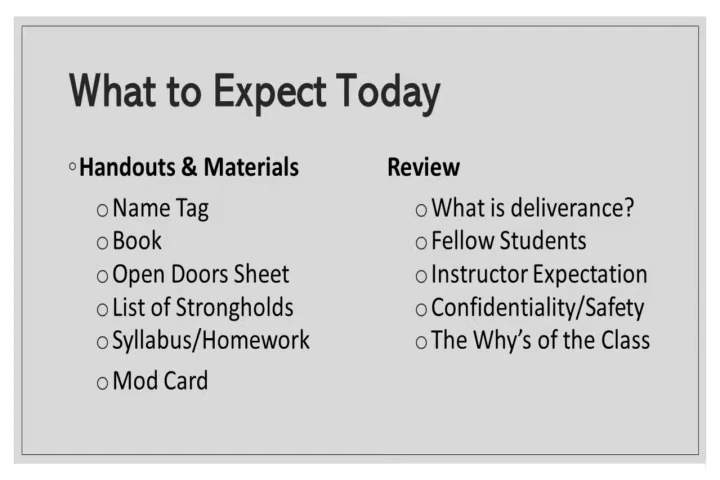 What to Expect Today
Handouts & Materials
Name Tag
Book
Open Doors Sheet
List of Strongholds
Syllabus/Homework
Mod Card
Review
What is deliverance?
Fellow Students
Instructor Expectation
Confidentiality/Safety
The Why’s of the Class